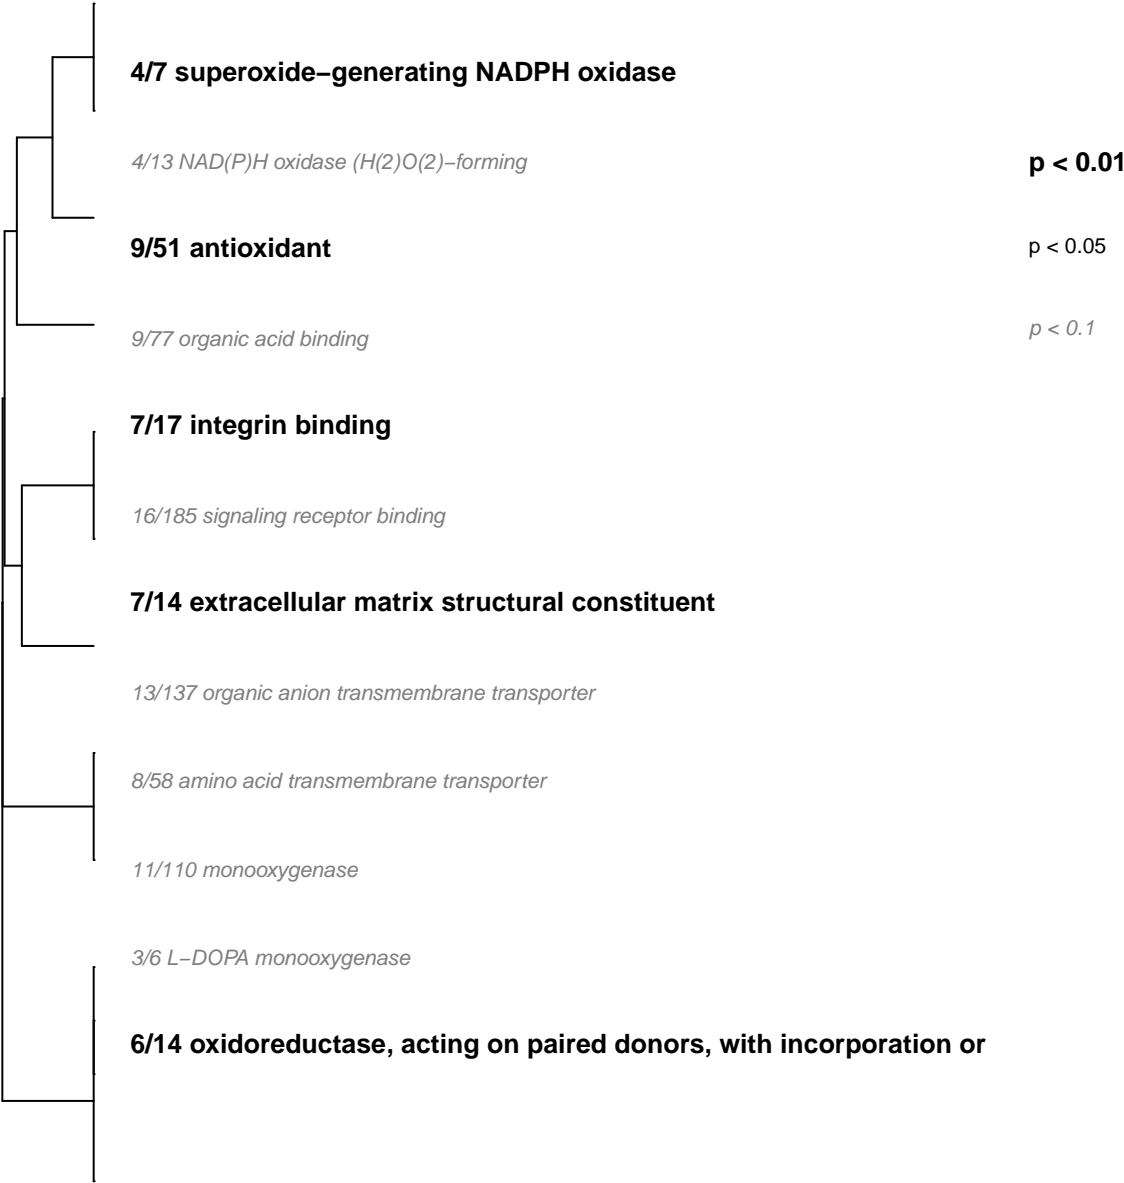 4/7 superoxide−generating NADPH oxidase
4/13 NAD(P)H oxidase (H(2)O(2)−forming
p < 0.01
9/51 antioxidant
p < 0.05
9/77 organic acid binding
p < 0.1
7/17 integrin binding
16/185 signaling receptor binding
7/14 extracellular matrix structural constituent
13/137 organic anion transmembrane transporter
8/58 amino acid transmembrane transporter
11/110 monooxygenase
3/6 L−DOPA monooxygenase
6/14 oxidoreductase, acting on paired donors, with incorporation or